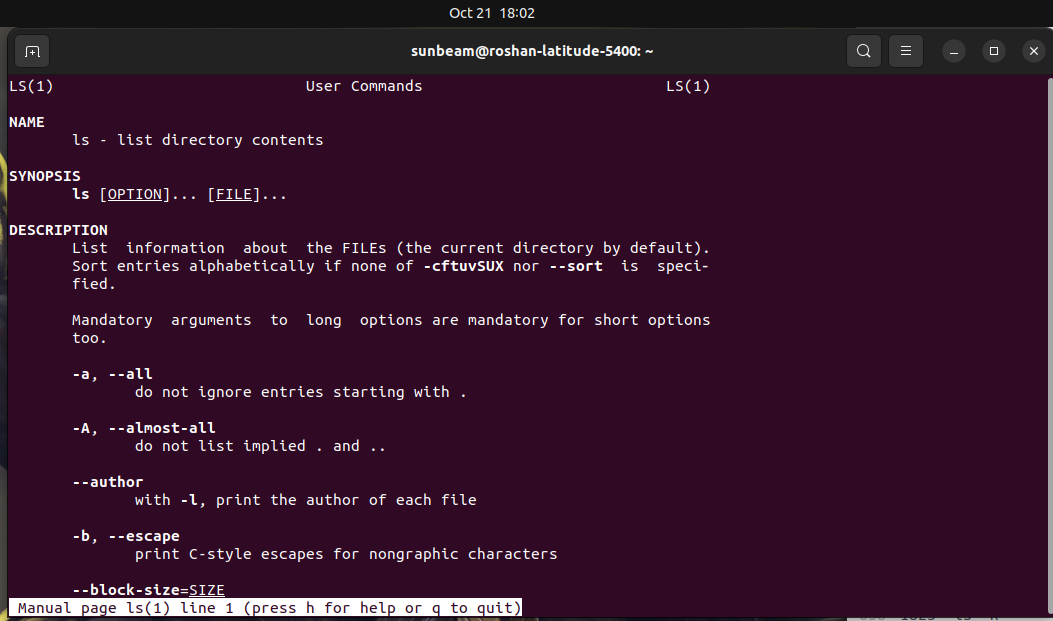 Oct 21 18:02
sunbeam@roshan-latitude-5400: ~
LS(1) User Commands LS(1)
NAME
ls - list directory contents
SYNOPSIS
ls [OPTION]... [FILE]...
DESCRIPTION
List information about the FILEs (the current directory by default).
Sort entries alphabetically if none of -cftuvSUX nor --sort is speci-
fied.
Mandatory arguments to long options are mandatory for short options
too.
-a, --all
do not ignore entries starting with .
-A, --almost-all
do not list implied . and ..
--author
with -l, print the author of each file
-b, --escape
print C-style escapes for nongraphic characters
--block-size=SIZE
Manual page ls(1) line 1 (press h for help or q to quit)